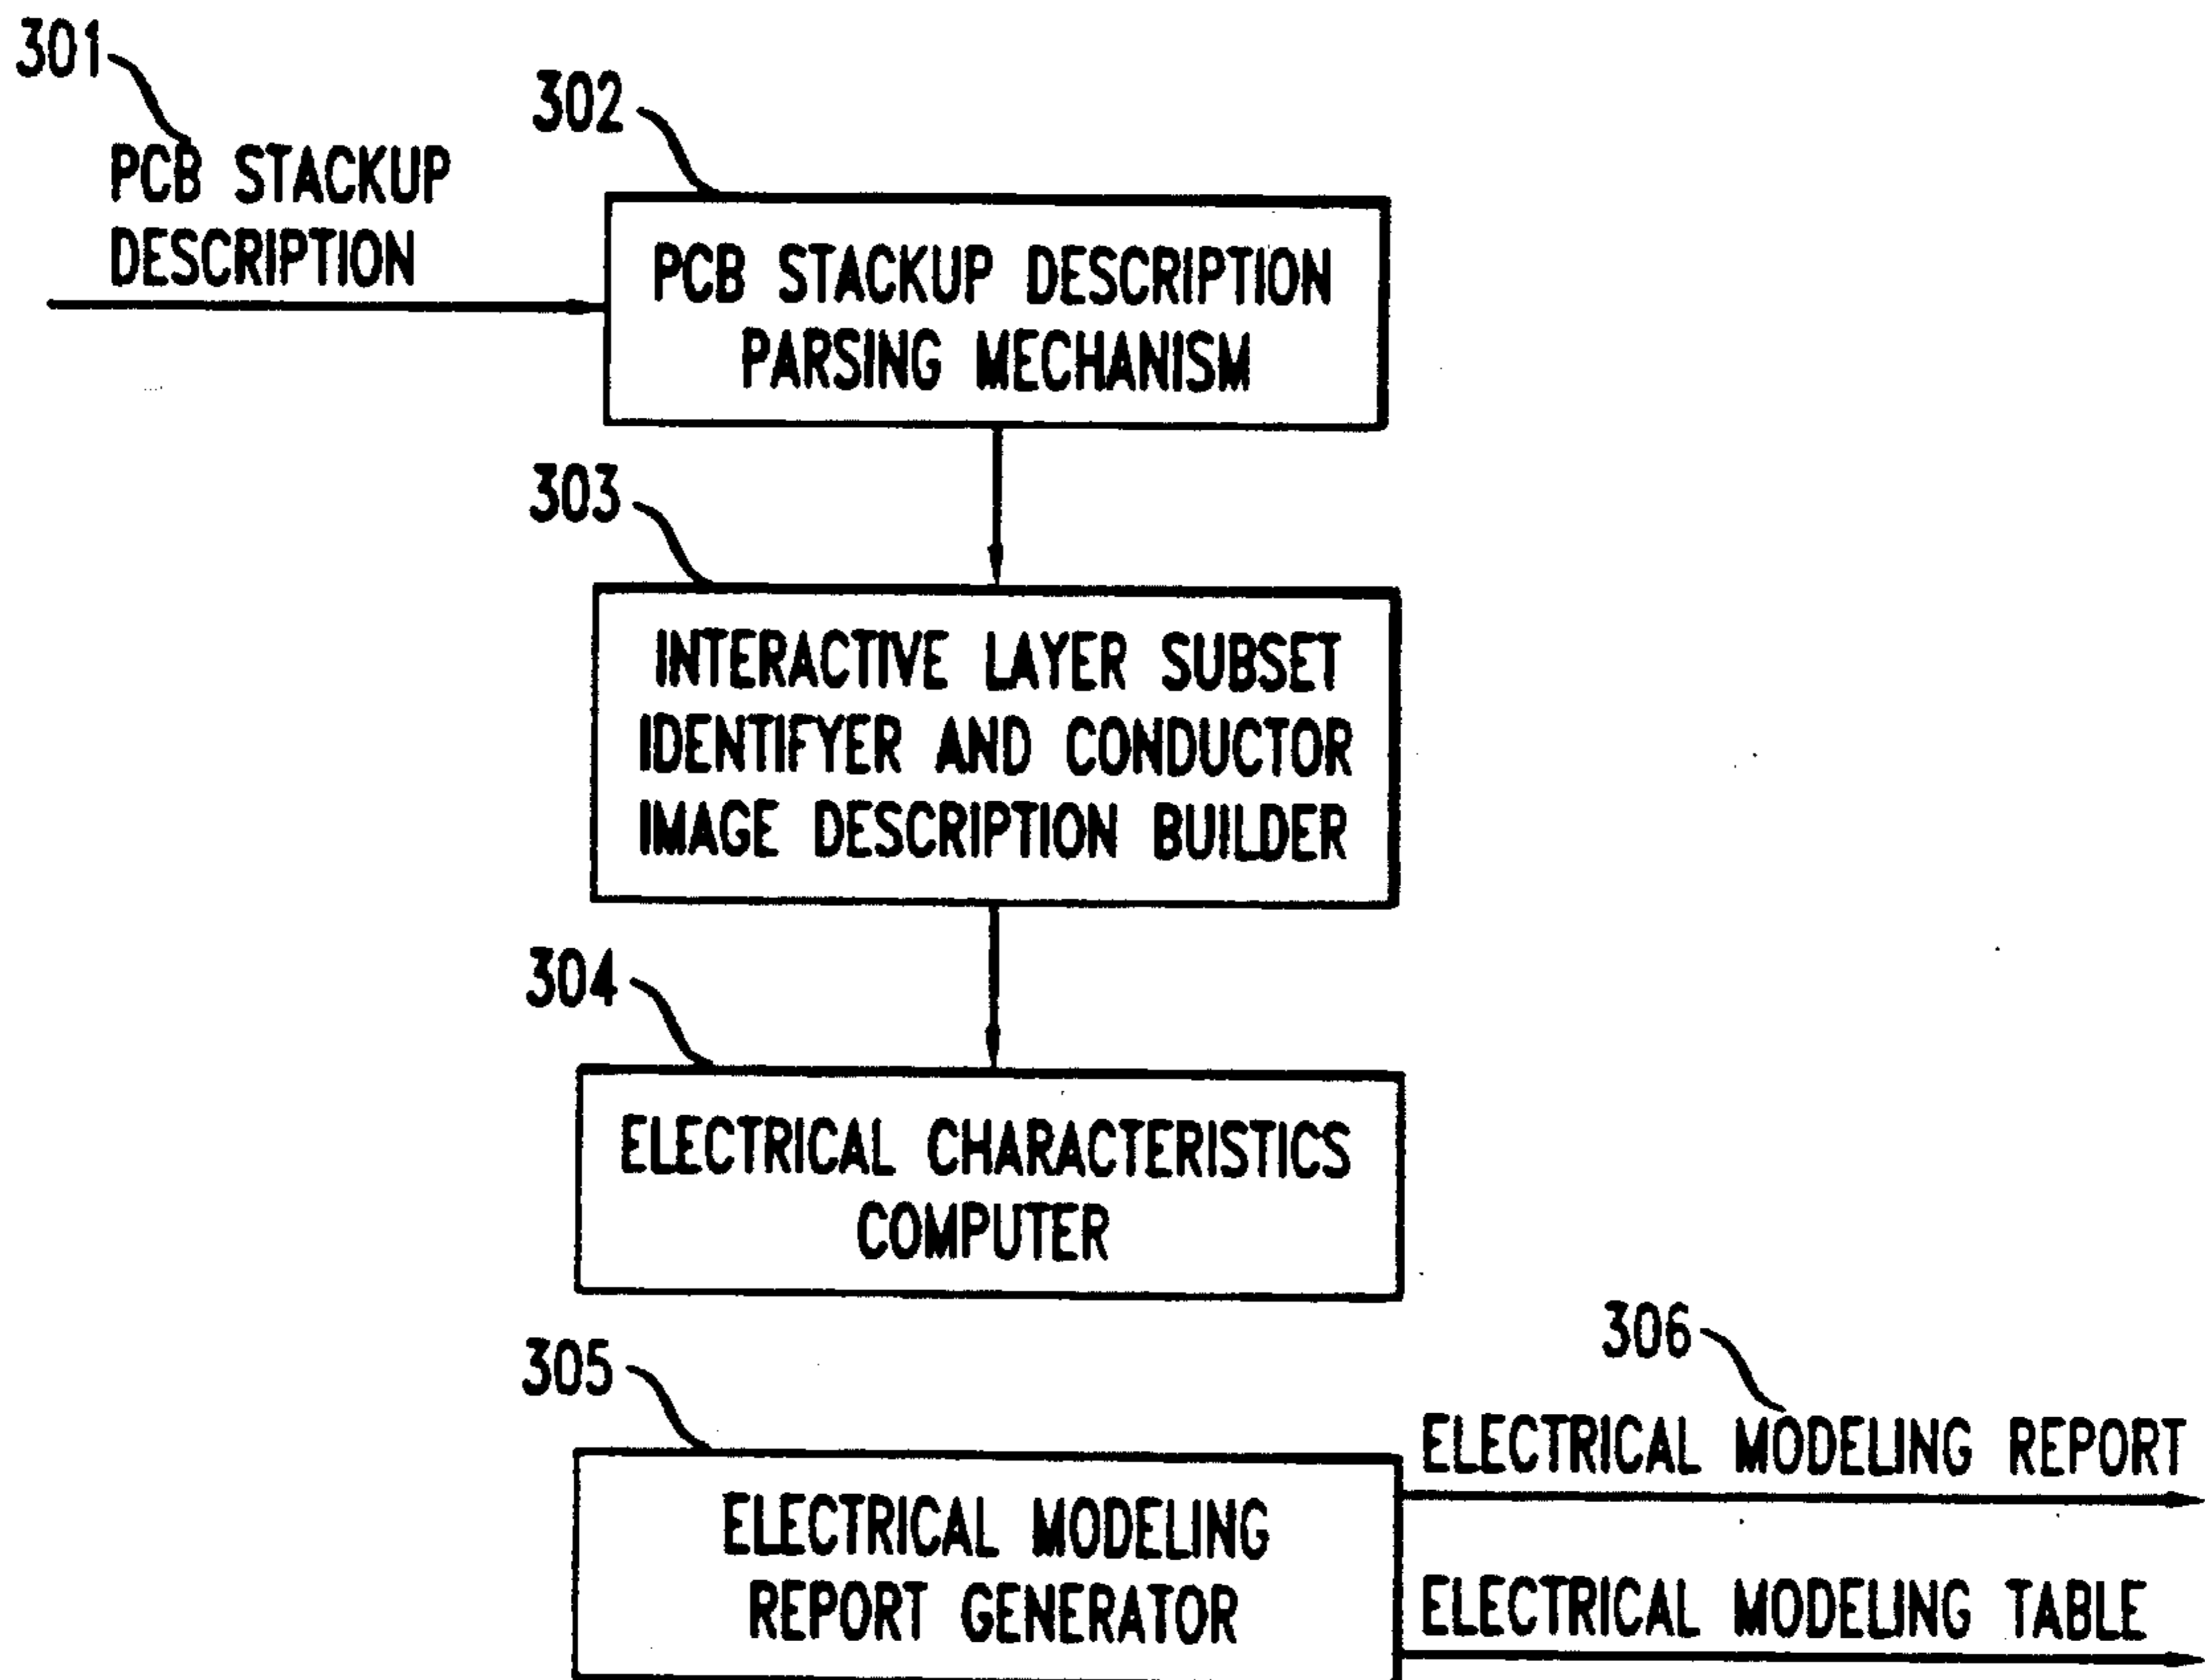 301
PCB STACKUP
DESCRIPTION
302
PCB STACKUP DESCRIPTION
PARSING MECHANISM
303
INTERACTIVE LAYER SUBSET
IDENTIFYER AND CONDUCTOR
IMAGE DESCRIPTION BUILDER
304
ELECTRICAL CHARACTERISTICS
COMPUTER
305
ELECTRICAL MODELING
REPORT GENERATOR
306
ELECTRICAL MODELING REPORT
ELECTRICAL MODELING TABLE